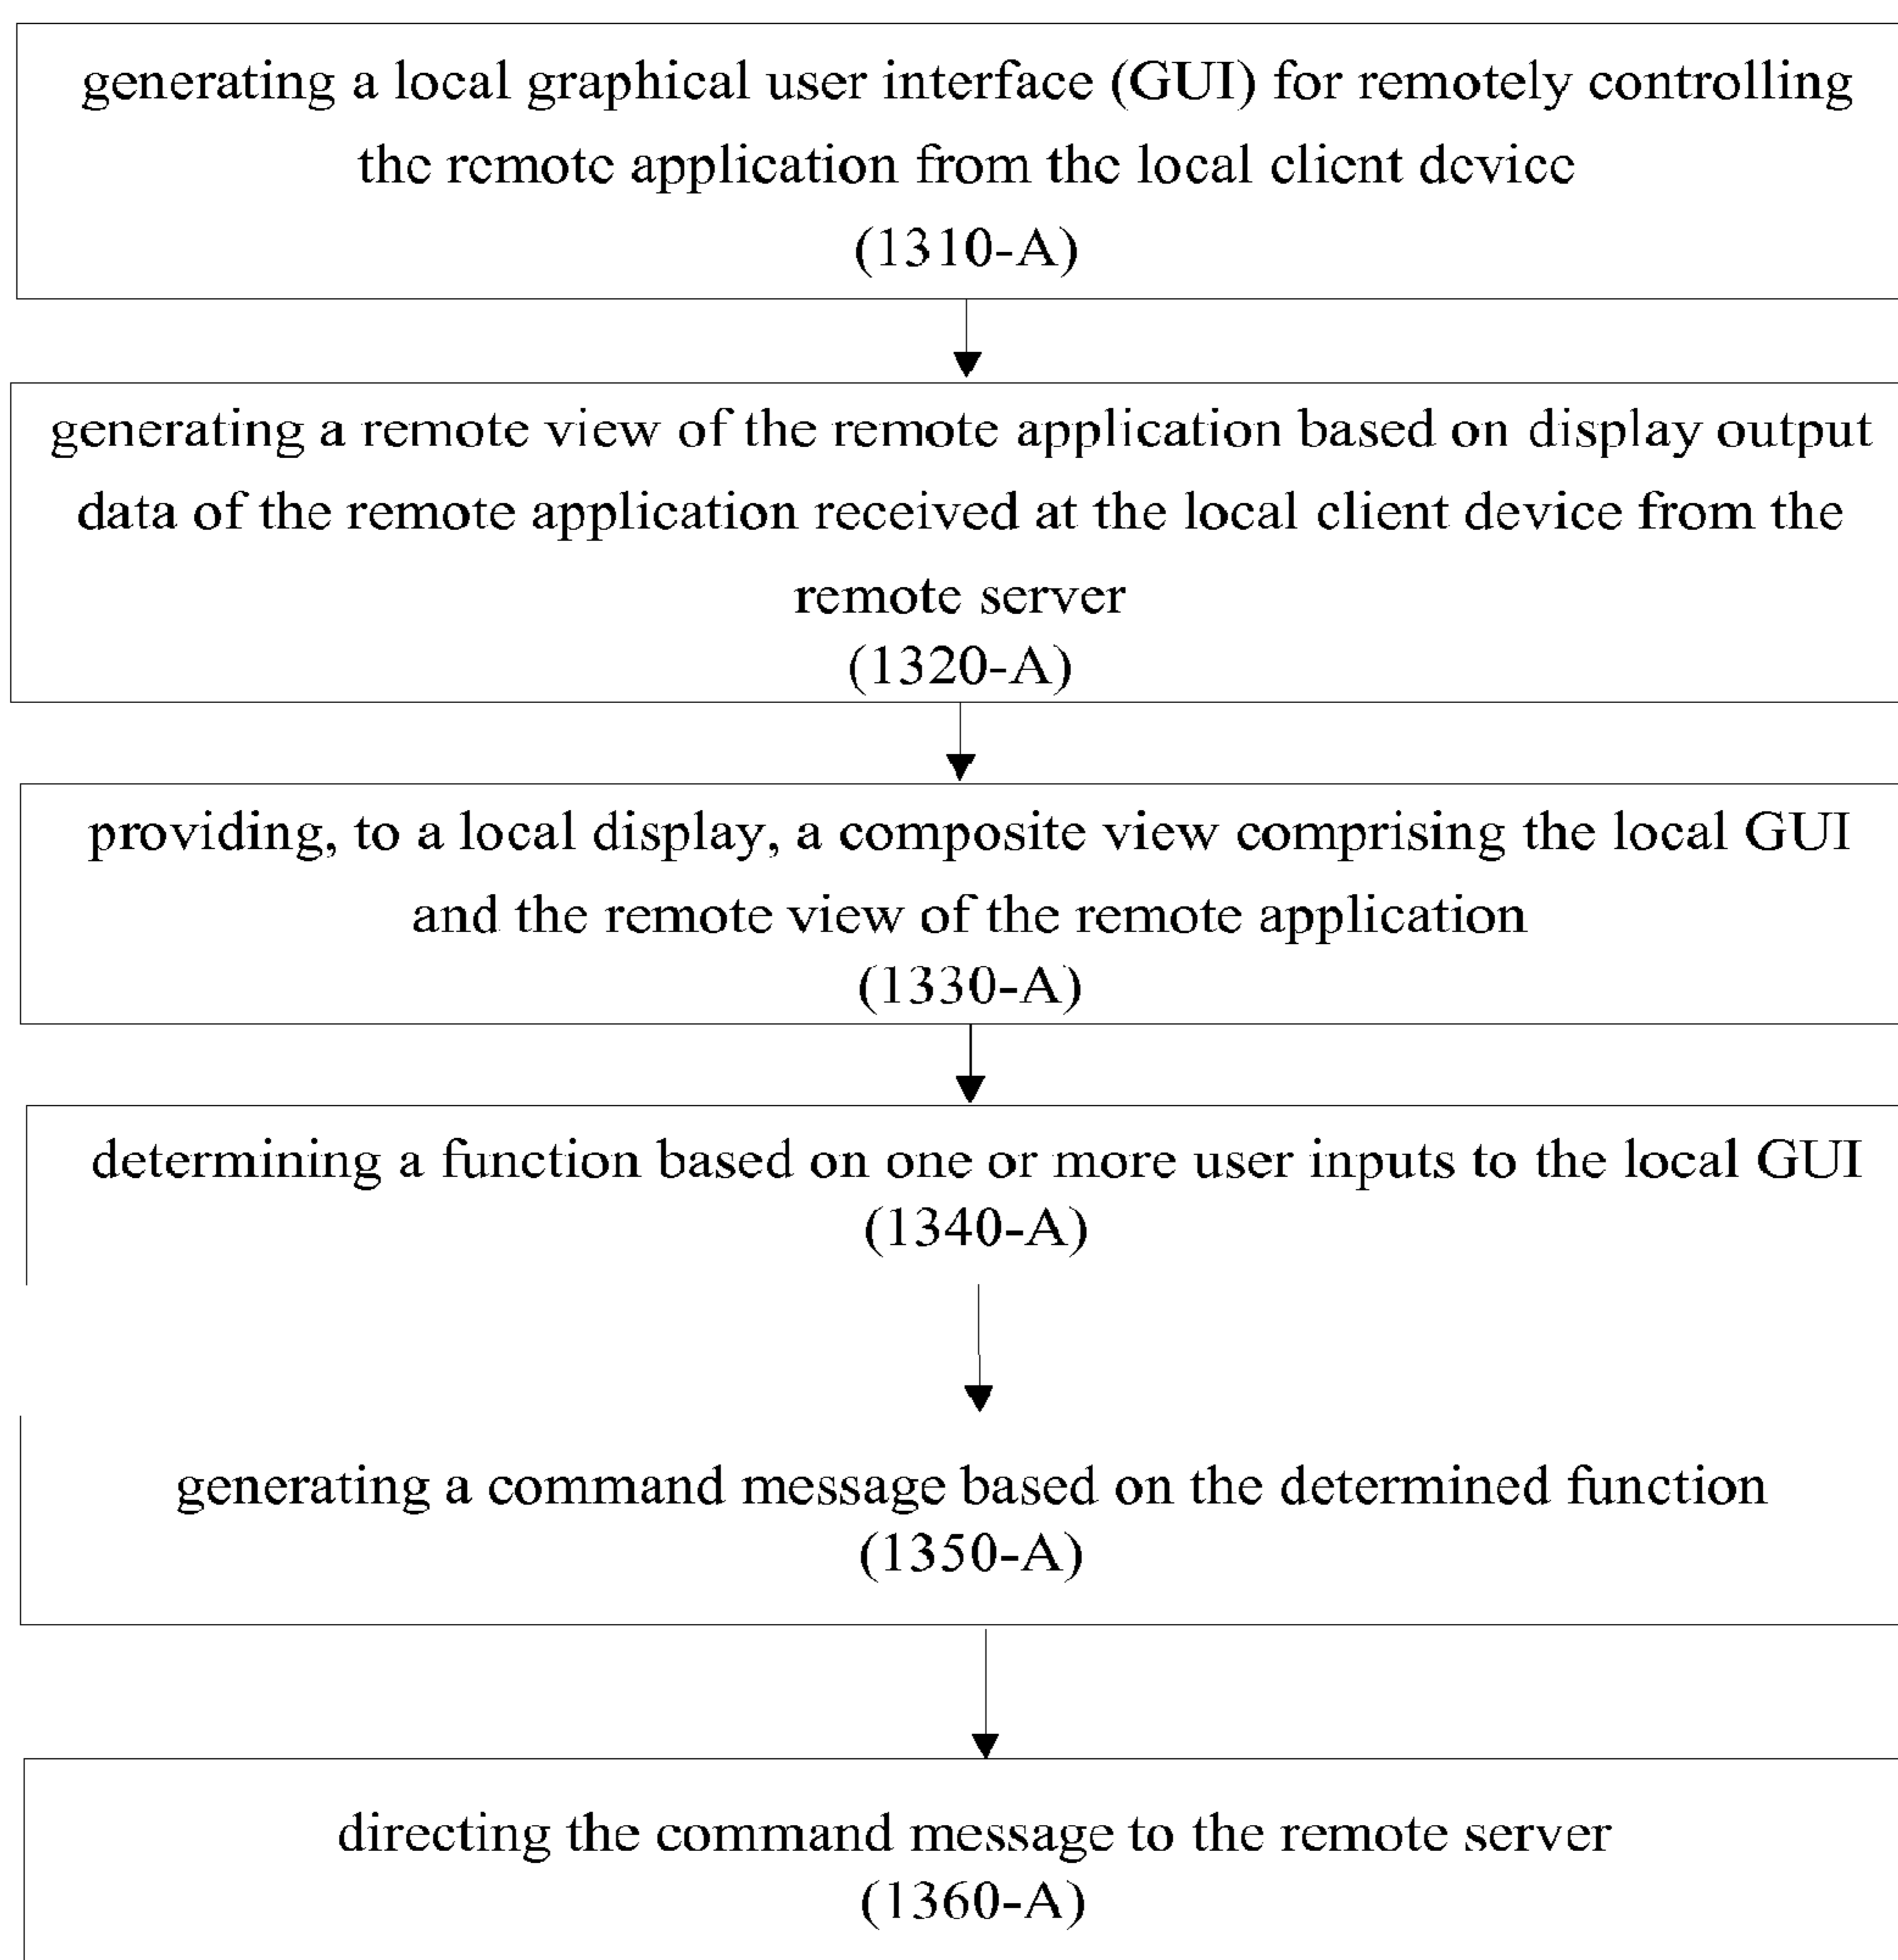 generating a local graphical user interface (GUI) for remotely controlling
the remote application from the local client device
(1310-A)
generating a remote view of the remote application based on display output
data of the remote application received at the local client device from the
remote server
(1320-A)
providing, to a local display, a composite view comprising the local GUI
and the remote view of the remote application
(1330-A)
determining a function based on one or more user inputs to the local GUI
(1340-A)
generating a command message based on the determined function
(1350-A)
directing the command message to the remote server
(1360-A)